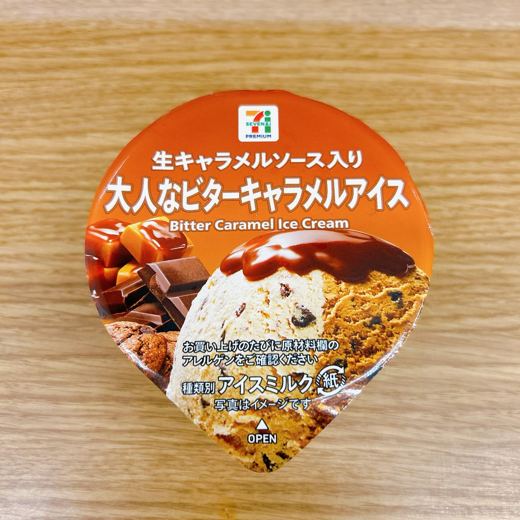 SEVEN&i
PREMIUM
生キャラメルソース入り
大人なビターキャラメルアイス
Bitter Caramel Ice Cream
お買い上げのたびに原材料欄の
アレルゲンをご確認ください
種類別 アイスミルク 紙
写真はイメージです
OPEN